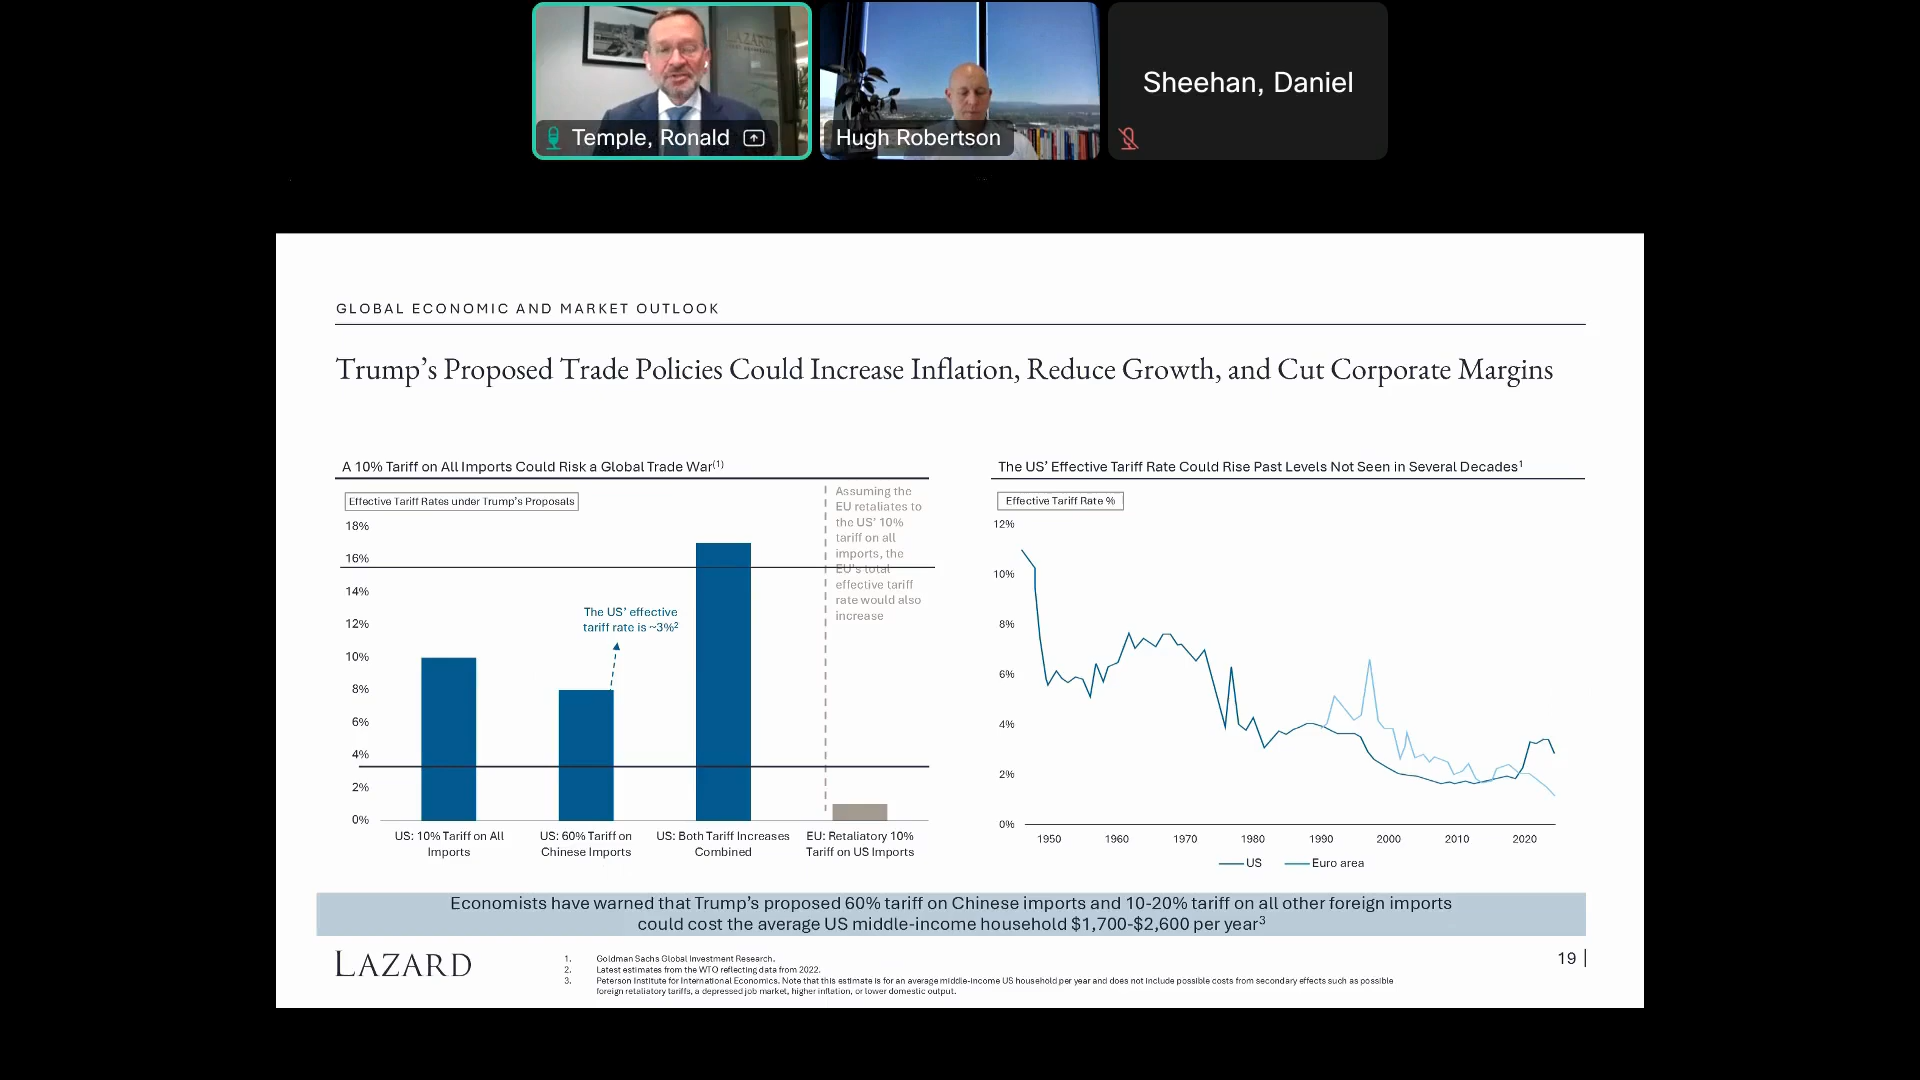 LAZARD
Temple, Ronald
Hugh Robertson
Sheehan, Daniel
GLOBAL ECONOMIC AND MARKET OUTLOOK
Trump's Proposed Trade Policies Could Increase Inflation, Reduce Growth, and Cut Corporate Margins
A 10% Tariff on All Imports Could Risk a Global Trade War(1)
Effective Tariff Rates under Trump's Proposals
18%
16%
14%
12%
10%
8%
6%
4%
2%
0%
The US' effective
tariff rate is ~3%²
Assuming the
EU retaliates to
the US' 10%
tariff on all
imports, the
EU's total
effective tariff
rate would also
increase
US: 10% Tariff on All
Imports
US: 60% Tariff on
Chinese Imports
US: Both Tariff Increases
Combined
EU: Retaliatory 10%
Tariff on US Imports
The US' Effective Tariff Rate Could Rise Past Levels Not Seen in Several Decades¹
Effective Tariff Rate %
12%
10%
8%
6%
4%
2%
0%
1950 1960 1970 1980 1990 2000 2010 2020
US Euro area
Economists have warned that Trump's proposed 60% tariff on Chinese imports and 10-20% tariff on all other foreign imports
could cost the average US middle-income household $1,700-$2,600 per year³
LAZARD
1. Goldman Sachs Global Investment Research.
2. Latest estimates from the WTO reflecting data from 2022.
3. Peterson Institute for International Economics. Note that this estimate is for an average middle-income US household per year and does not include possible costs from secondary effects such as possible
foreign retaliatory tariffs, a depressed job market, higher inflation, or lower domestic output.
19 |